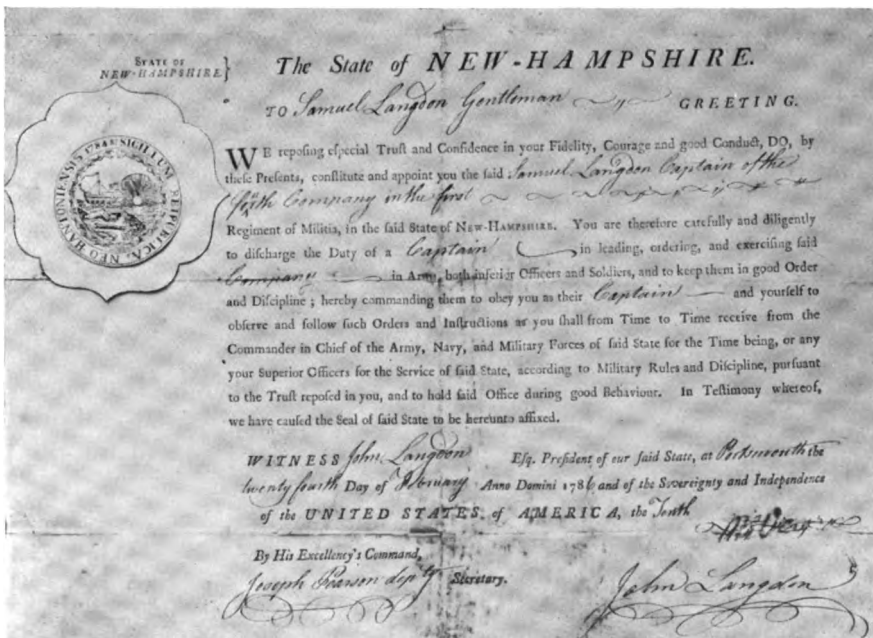 STATE OF
NEW-HAMPSHIRE.}
The State of NEW-HAMPSHIRE.
TO Samuel Langdon Gentleman GREETING.
SIGILLUM REIPUBLICÆ NEO HANTONIENSIS 1784
WE reposing eſpecial Truſt and Confidence in your Fidelity, Courage and good Conduct, DO, by
theſe Preſents, conſtitute and appoint you the ſaid Samuel Langdon Captain of the
Company in the first
Regiment of Militia, in the ſaid State of NEW-HAMPSHIRE. You are therefore carefully and diligently
to diſcharge the Duty of a Captain in leading, ordering, and exerciſing ſaid
Company in Arms, both inferior Officers and Soldiers, and to keep them in good Order
and Diſcipline ; hereby commanding them to obey you as their Captain and yourſelf to
obſerve and follow ſuch Orders and Inſtructions as you ſhall from Time to Time receive from the
Commander in Chief of the Army, Navy, and Military Forces of ſaid State for the Time being, or any
your Superior Officers for the Service of ſaid State, according to Military Rules and Diſcipline, purſuant
to the Truſt repoſed in you, and to hold ſaid Office during good Behaviour. In Teſtimony whereof,
we have cauſed the Seal of ſaid State to be hereunto affixed.
WITNESS John Langdon Eſq. Preſident of our ſaid State, at Portsmouth the
twenty fourth Day of February Anno Domini 1786 and of the Sovereignty and Independence
of the UNITED STATES of AMERICA, the Tenth
By His Excellency's Command,
Joseph Pearson depty Secretary.
John Langdon